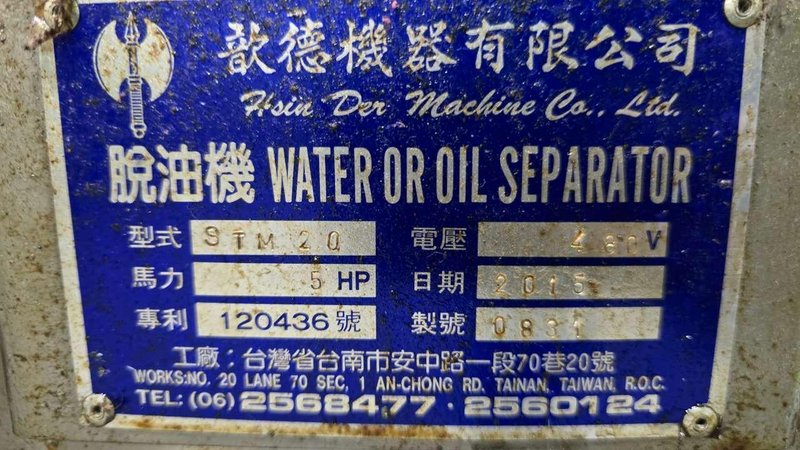 歆德機器有限公司
Hsin Der Machine Co., Ltd.
脫油機 WATER OR OIL SEPARATOR
型式 STM 20 電壓 480 V
馬力 5 HP 日期 2015
專利 120436號 製號 0831
工廠：台灣省台南市安中路一段70巷20號
WORKS:NO. 20 LANE 70 SEC, 1 AN-CHONG RD. TAINAN, TAIWAN, R.O.C.
TEL: (06) 2568477 · 2560124